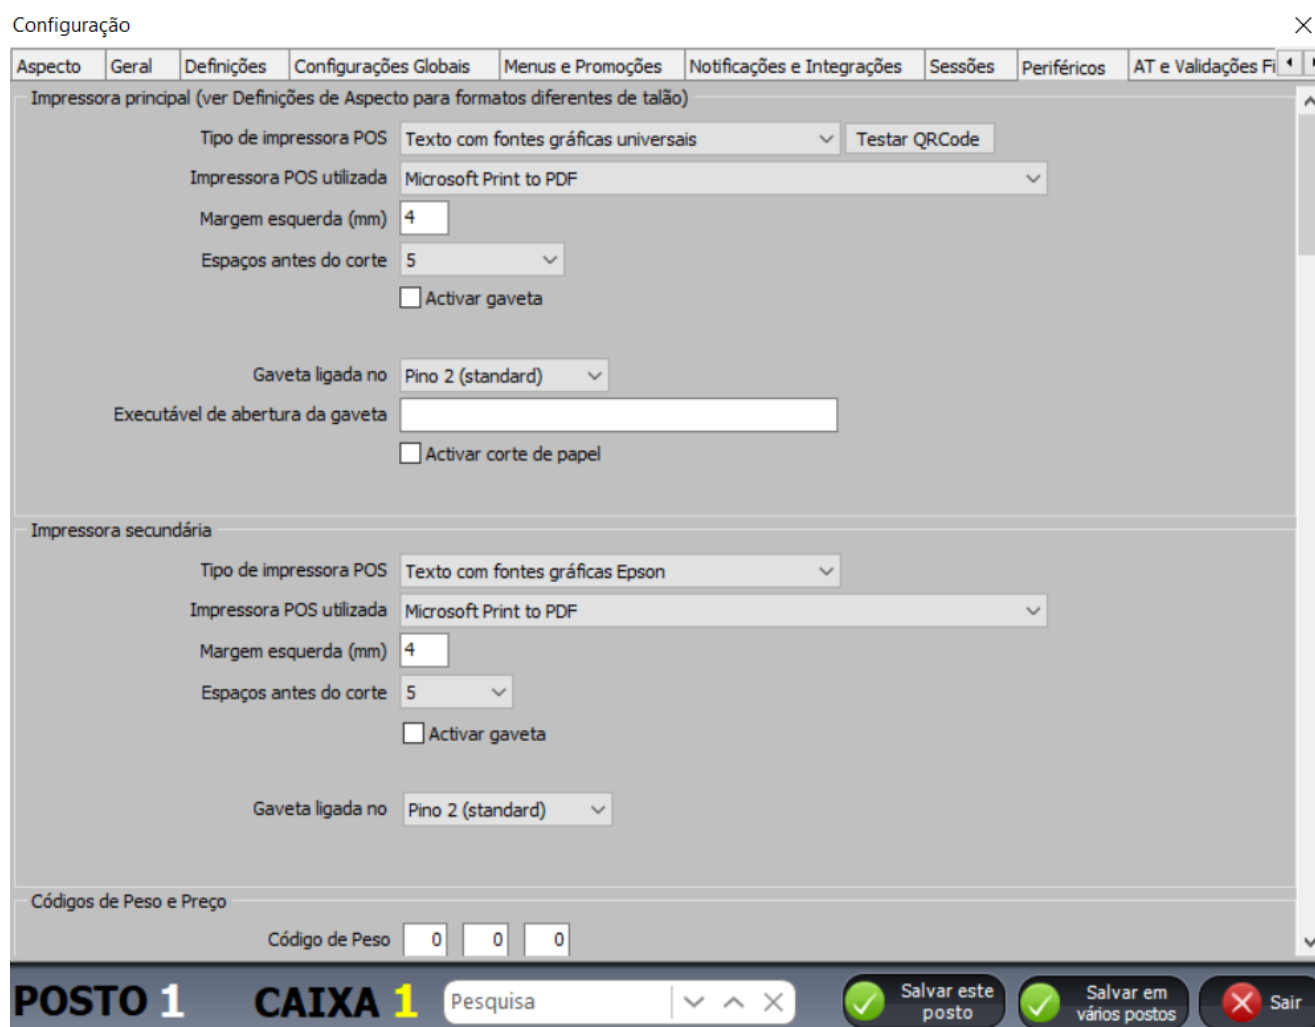 Configuração
Aspecto Geral Definições Configurações Globais Menus e Promoções Notificações e Integrações Sessões Periféricos AT e Validações Fi
Impressora principal (ver Definições de Aspecto para formatos diferentes de talão)
Tipo de impressora POS Texto com fontes gráficas universais Testar QRCode
Impressora POS utilizada Microsoft Print to PDF
Margem esquerda (mm) 4
Espaços antes do corte 5
Activar gaveta
Gaveta ligada no Pino 2 (standard)
Executável de abertura da gaveta
Activar corte de papel
Impressora secundária
Tipo de impressora POS Texto com fontes gráficas Epson
Impressora POS utilizada Microsoft Print to PDF
Margem esquerda (mm) 4
Espaços antes do corte 5
Activar gaveta
Gaveta ligada no Pino 2 (standard)
Códigos de Peso e Preço
Código de Peso 0 0 0
POSTO 1 CAIXA 1 Pesquisa Salvar este posto Salvar em vários postos Sair